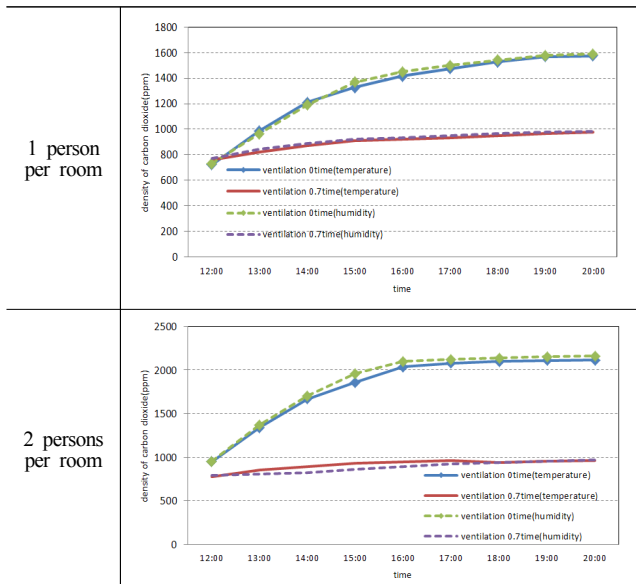 1 person
per room
density of carbon dioxide(ppm)
1800
1600
1400
1200
1000
800
600
400
200
0
ventilation 0time(temperature)
ventilation 0.7time(temperature)
ventilation 0time(humidity)
ventilation 0.7time(humidity)
12:00 13:00 14:00 15:00 16:00 17:00 18:00 19:00 20:00
time
2 persons
per room
density of carbon dioxide(ppm)
2500
2000
1500
1000
500
0
ventilation 0time(temperature)
ventilation 0.7time(temperature)
ventilation 0time(humidity)
ventilation 0.7time(humidity)
12:00 13:00 14:00 15:00 16:00 17:00 18:00 19:00 20:00
time